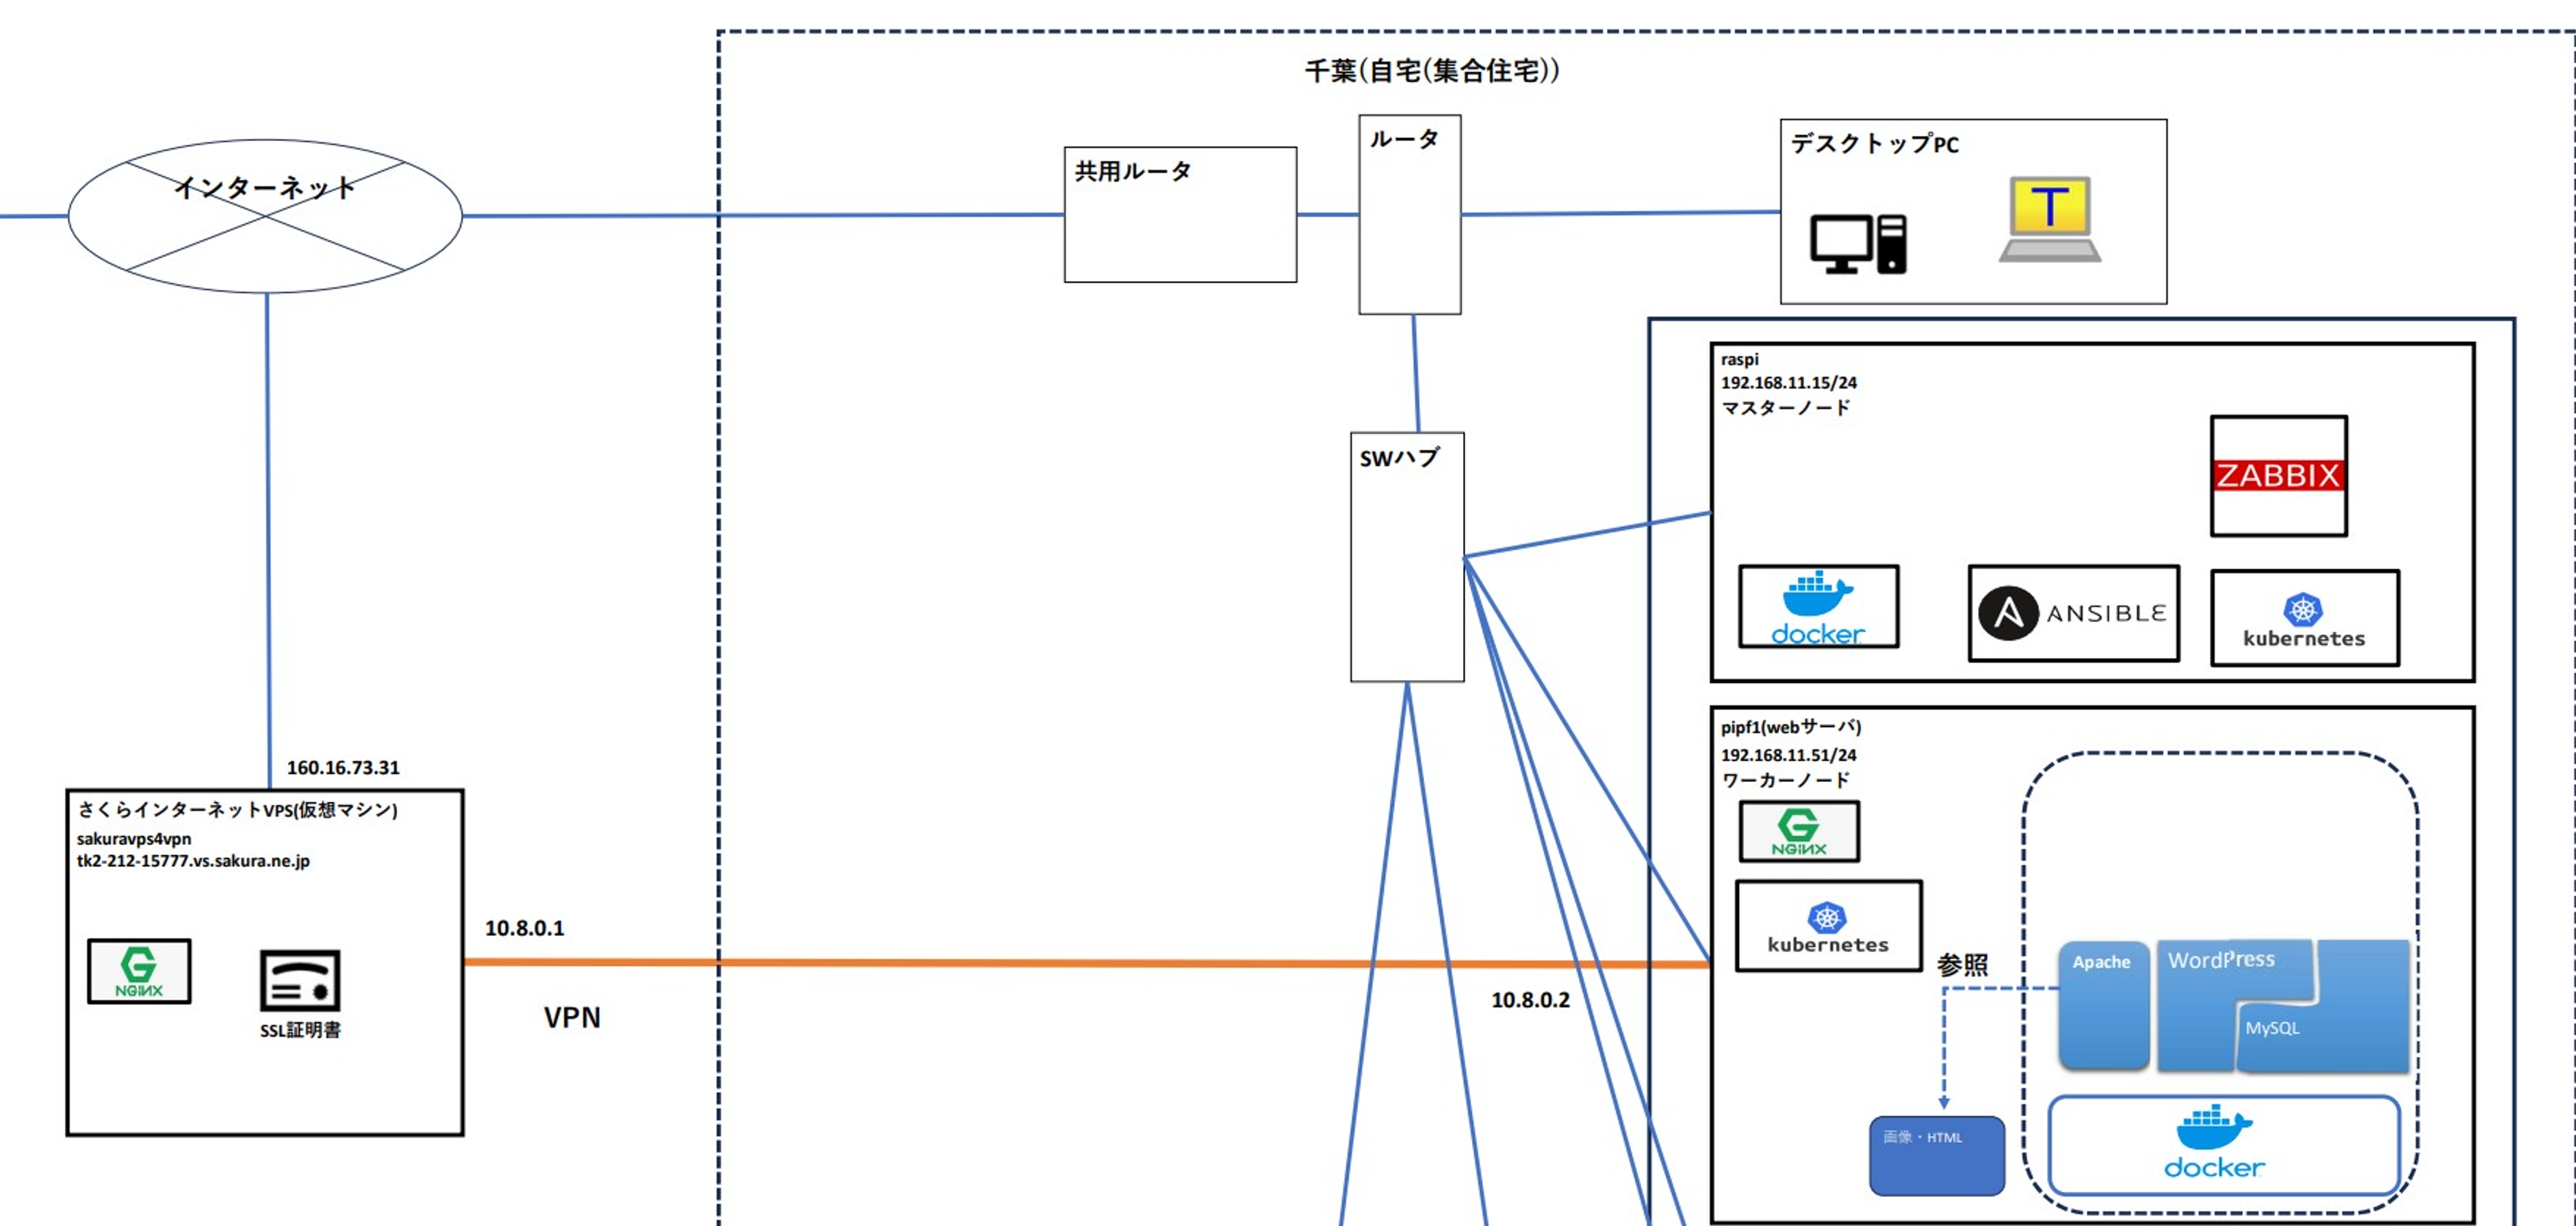 千葉(自宅(集合住宅))
インターネット
共用ルータ
ルータ
デスクトップPC
T
SWハブ
raspi
192.168.11.15/24
マスターノード
ZABBIX
docker
ANSIBLE
kubernetes
160.16.73.31
さくらインターネットVPS(仮想マシン)
sakuravps4vpn
tk2-212-15777.vs.sakura.ne.jp
NGINX
SSL証明書
10.8.0.1
VPN
10.8.0.2
pipf1(webサーバ)
192.168.11.51/24
ワーカーノード
NGINX
kubernetes
参照
Apache
WordPress
MySQL
画像・HTML
docker